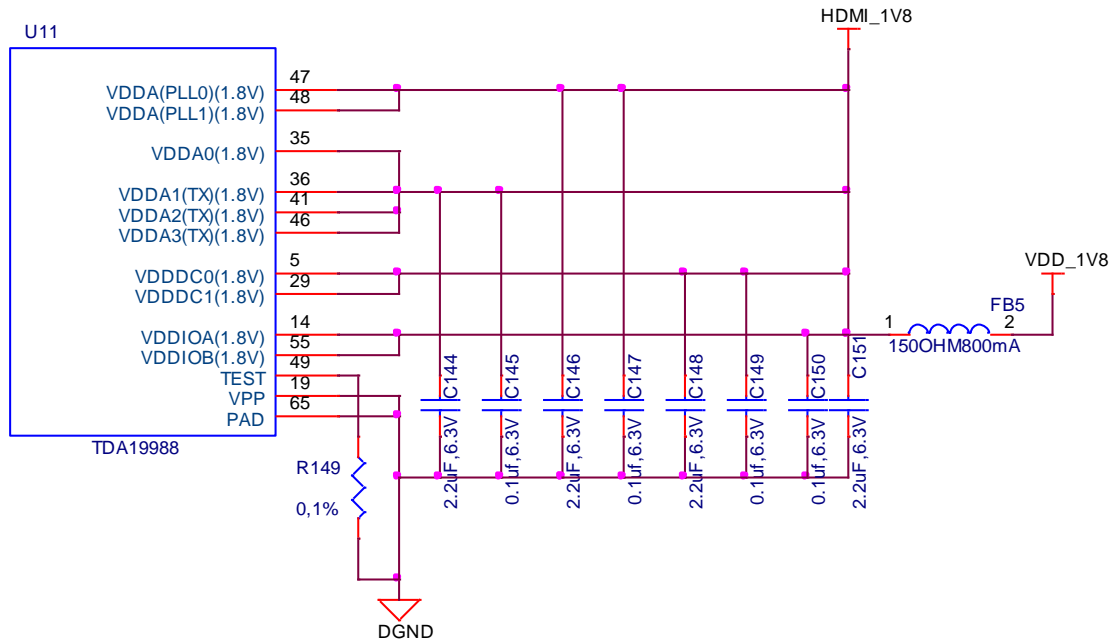 HDMI_1V8
U11
47
VDDA(PLL0)(1.8V)
48
VDDA(PLL1)(1.8V)
35
VDDA0(1.8V)
36
VDDA1(TX)(1.8V)
41
VDDA2(TX)(1.8V)
46
VDDA3(TX)(1.8V)
5
VDDDC0(1.8V)
29
VDDDC1(1.8V)
14
VDDIOA(1.8V)
55
VDDIOB(1.8V)
49
TEST
19
VPP
65
PAD
TDA19988
VDD_1V8
FB5
1
2
150OHM800mA
C144
2.2uF,6.3V
C145
0.1uf,6.3V
C146
2.2uF,6.3V
C147
0.1uf,6.3V
C148
2.2uF,6.3V
C149
0.1uf,6.3V
C150
0.1uf,6.3V
C151
2.2uF,6.3V
R149
0,1%
DGND